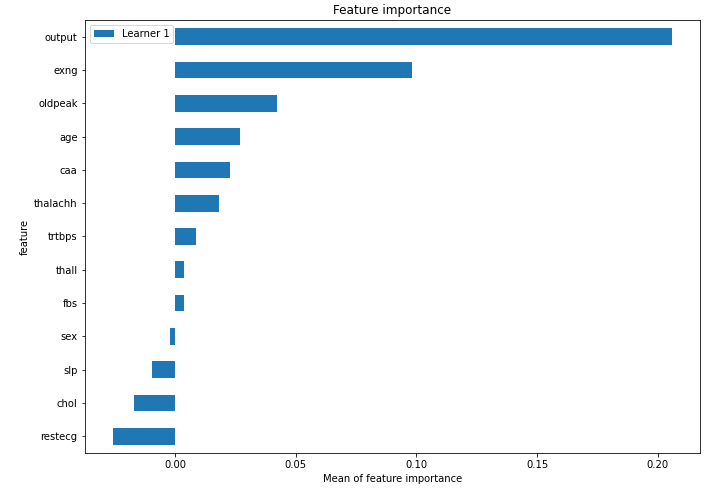 Feature importance
Learner 1
output
exng
oldpeak
age
caa
thalachh
trtbps
thall
fbs
sex
slp
chol
restecg
feature
0.00 0.05 0.10 0.15 0.20
Mean of feature importance